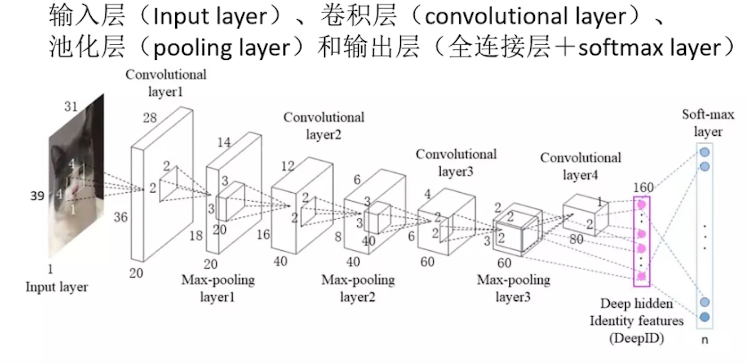 输入层（Input layer）、卷积层（convolutional layer）、
池化层（pooling layer）和输出层（全连接层＋softmax layer）
Convolutional
layer1
31
28
14
Convolutional
layer2
12
6
Convolutional
layer3
4
Convolutional
layer4
2
1
160
Soft-max
layer
39
4
4
1
2
2
3
3
20
2
2
3
3
40
2
2
2
2
2
36
18
16
8
6
3
80
1
20
20
40
40
60
60
Input layer
Max-pooling
layer1
Max-pooling
layer2
Max-pooling
layer3
Deep hidden
Identity features
(DeepID)
n